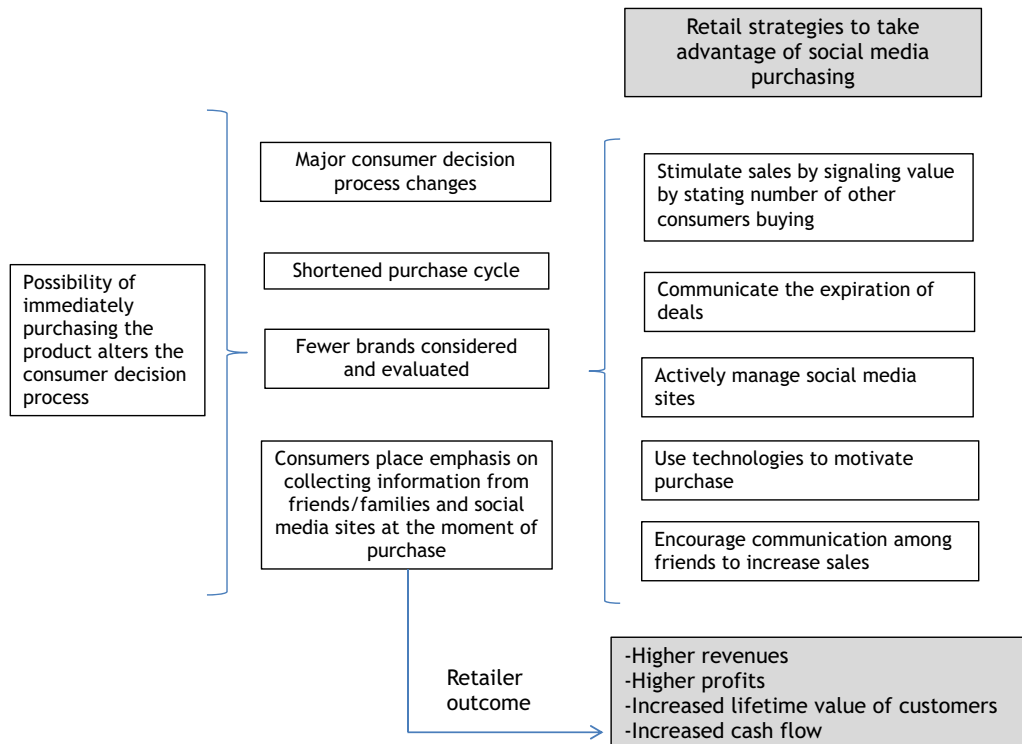 Retail strategies to take
advantage of social media
purchasing
Possibility of
immediately
purchasing the
product alters the
consumer decision
process
Major consumer decision
process changes
Shortened purchase cycle
Fewer brands considered
and evaluated
Consumers place emphasis on
collecting information from
friends/families and social
media sites at the moment of
purchase
Stimulate sales by signaling value
by stating number of other
consumers buying
Communicate the expiration of
deals
Actively manage social media
sites
Use technologies to motivate
purchase
Encourage communication among
friends to increase sales
Retailer
outcome
-Higher revenues
-Higher profits
-Increased lifetime value of customers
-Increased cash flow